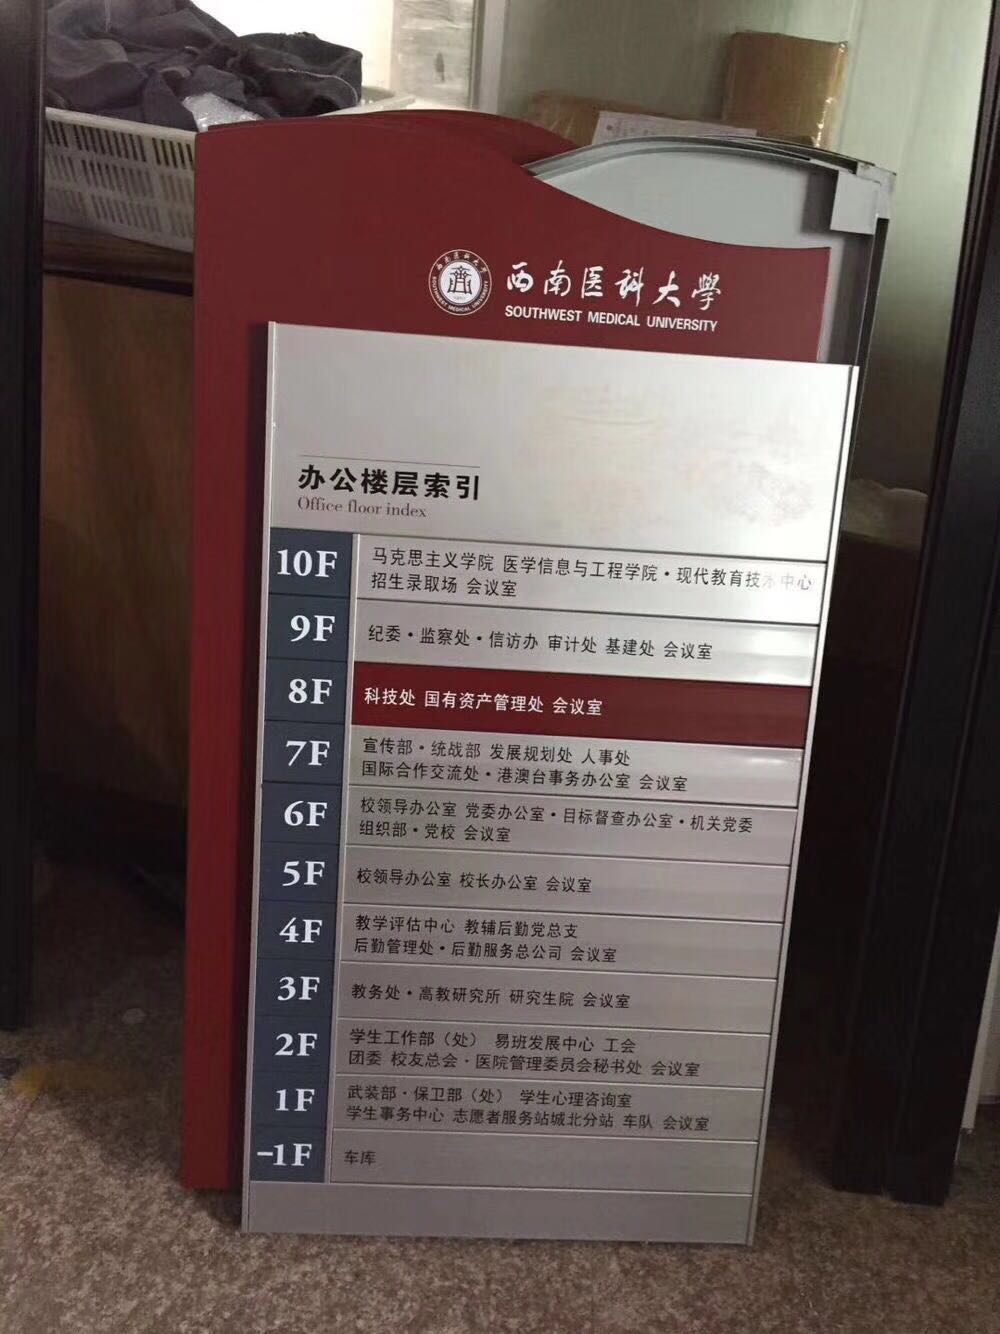 西南医科大学
SOUTHWEST MEDICAL UNIVERSITY
办公楼层索引
Office floor index
10F
马克思主义学院 医学信息与工程学院·现代教育技术中心
招生录取场 会议室
9F
纪委·监察处·信访办 审计处 基建处 会议室
8F
科技处 国有资产管理处 会议室
7F
宣传部·统战部 发展规划处 人事处
国际合作交流处·港澳台事务办公室 会议室
6F
校领导办公室 党委办公室·目标督查办公室·机关党委
组织部·党校 会议室
5F
校领导办公室 校长办公室 会议室
4F
教学评估中心 教辅后勤党总支
后勤管理处·后勤服务总公司 会议室
3F
教务处·高教研究所 研究生院 会议室
2F
学生工作部（处） 易班发展中心 工会
团委 校友总会·医院管理委员会秘书处 会议室
1F
武装部·保卫部（处） 学生心理咨询室
学生事务中心 志愿者服务站城北分站 车队 会议室
-1F
车库